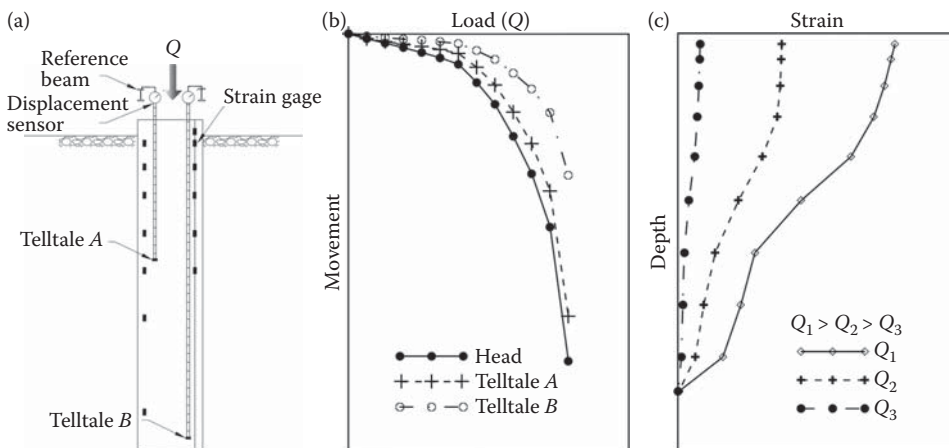 (a)
Q
Reference
beam
Displacement
sensor
Strain gage
Telltale A
Telltale B
(b)
Load (Q)
Movement
Head
Telltale A
Telltale B
(c)
Strain
Depth
Q1 > Q2 > Q3
Q1
Q2
Q3